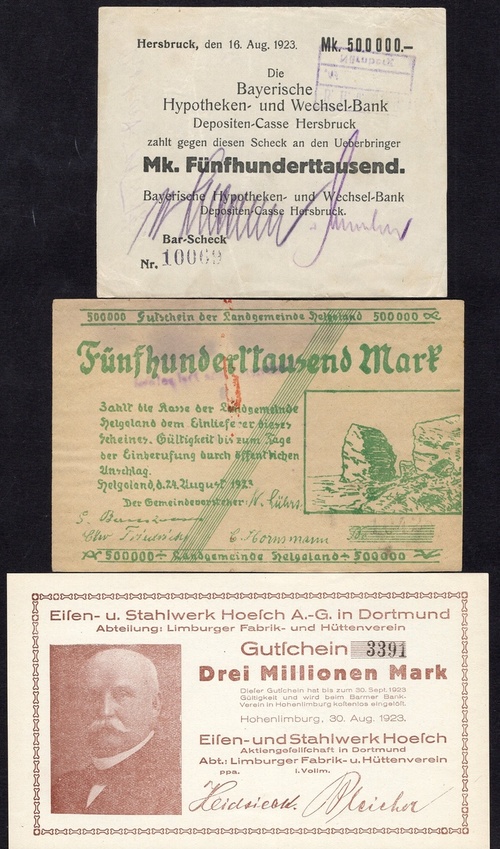 Hersbruck, den 16. Aug. 1923. Mk. 500000.—
Die
Bayerische
Hypotheken- und Wechsel-Bank
Depositen-Casse Hersbruck
zahlt gegen diesen Scheck an den Ueberbringer
Mk. Fünfhunderttausend.
Bayerische Hypotheken- und Wechsel-Bank
Depositen-Casse Hersbruck.
Bar-Scheck
Nr. 10069
500000 Gutschein der Landgemeinde Helgoland 500000
Fünfhunderttausend Mark
Zahlt die Kasse der Landgemeinde
Helgoland dem Einlieferer dieses
Scheines. Gültigkeit bis zum Tage
der Einberufung durch öffentlichen
Anschlag.
Helgoland, d. 24. August 1923
Der Gemeindevorsteher: H. Lührs
C. Hornsmann
500000 Landgemeinde Helgoland 500000
Eiſen- u. Stahlwerk Hoeſch A.-G. in Dortmund
Abteilung: Limburger Fabrik- und Hüttenverein
Gutſchein 3391
Drei Millionen Mark
Dieſer Gutſchein hat bis zum 30. Sept. 1923
Gültigkeit und wird beim Barmer Bank-
Verein in Hohenlimburg koſtenlos eingelöſt.
Hohenlimburg, 30. Aug. 1923.
Eiſen- und Stahlwerk Hoeſch
Aktiengeſellſchaft in Dortmund
Abt.: Limburger Fabrik- u. Hüttenverein
ppa. i. Vollm.
Heidsieck. Bleicher